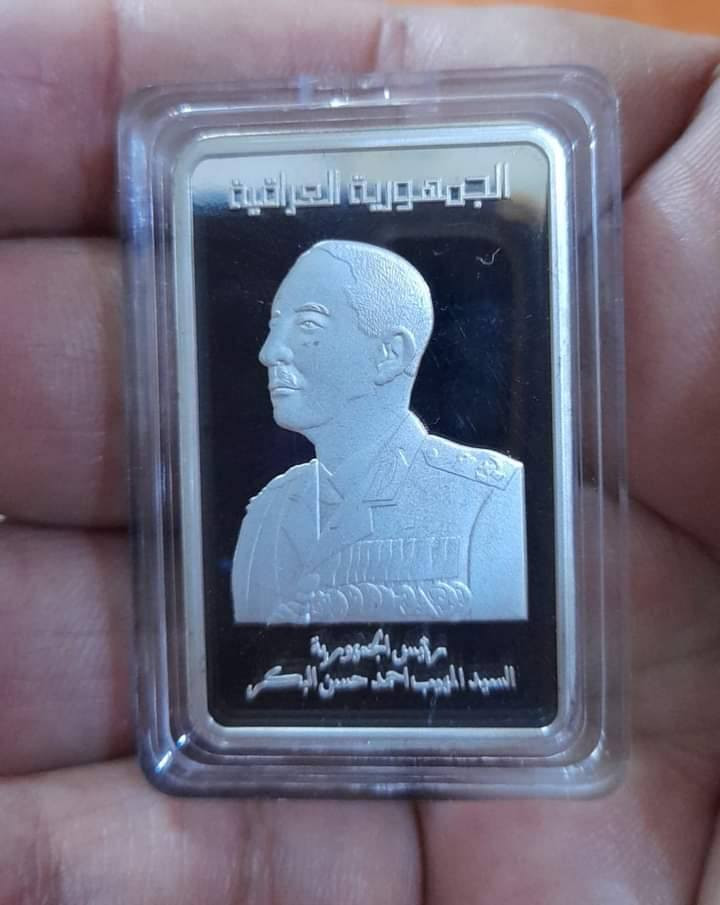 الجمهورية العراقية
رئيس الجمهورية
السيد المهيب احمد حسن البكر